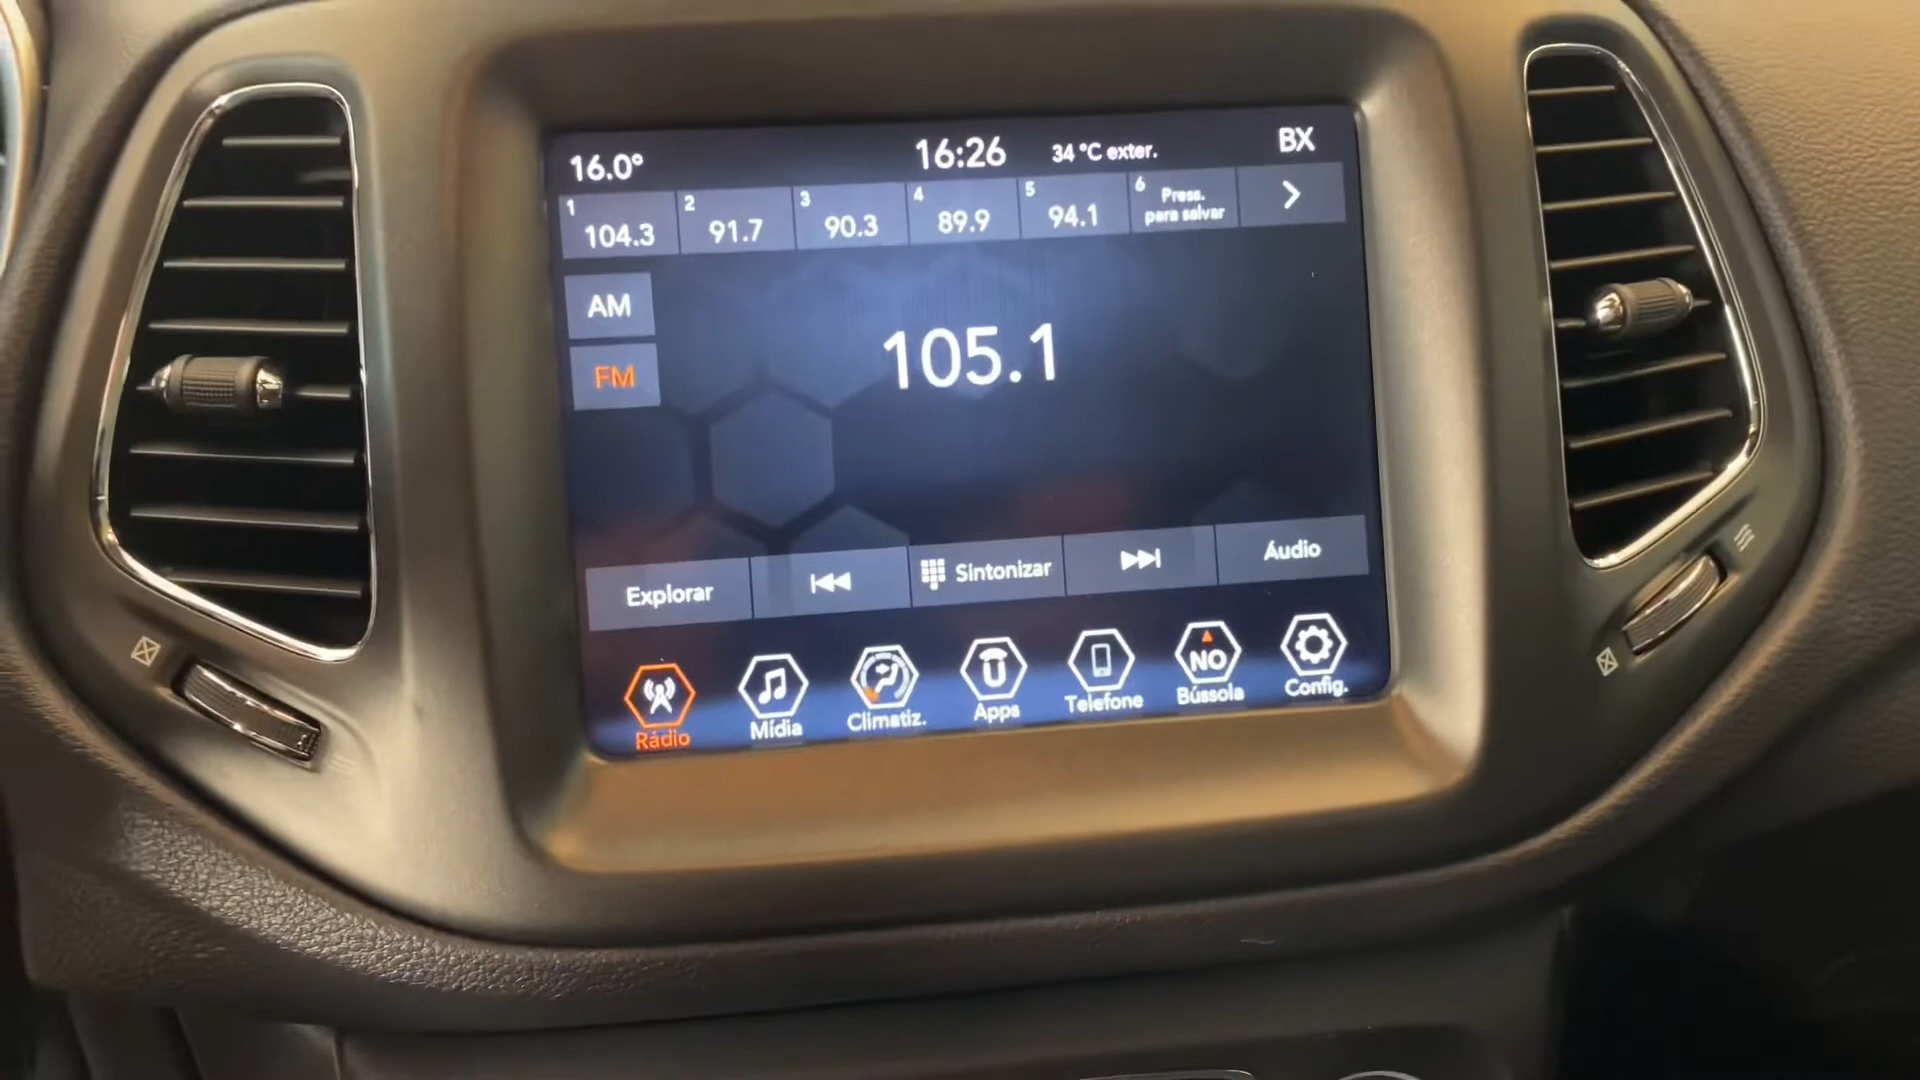 16.0° 16:26 34 °C exter. BX
1 104.3 2 91.7 3 90.3 4 89.9 5 94.1 6 Press. para salvar
AM
105.1
FM
Explorar Sintonizar Áudio
NO
Rádio Mídia Climatiz. Apps Telefone Bússola Config.